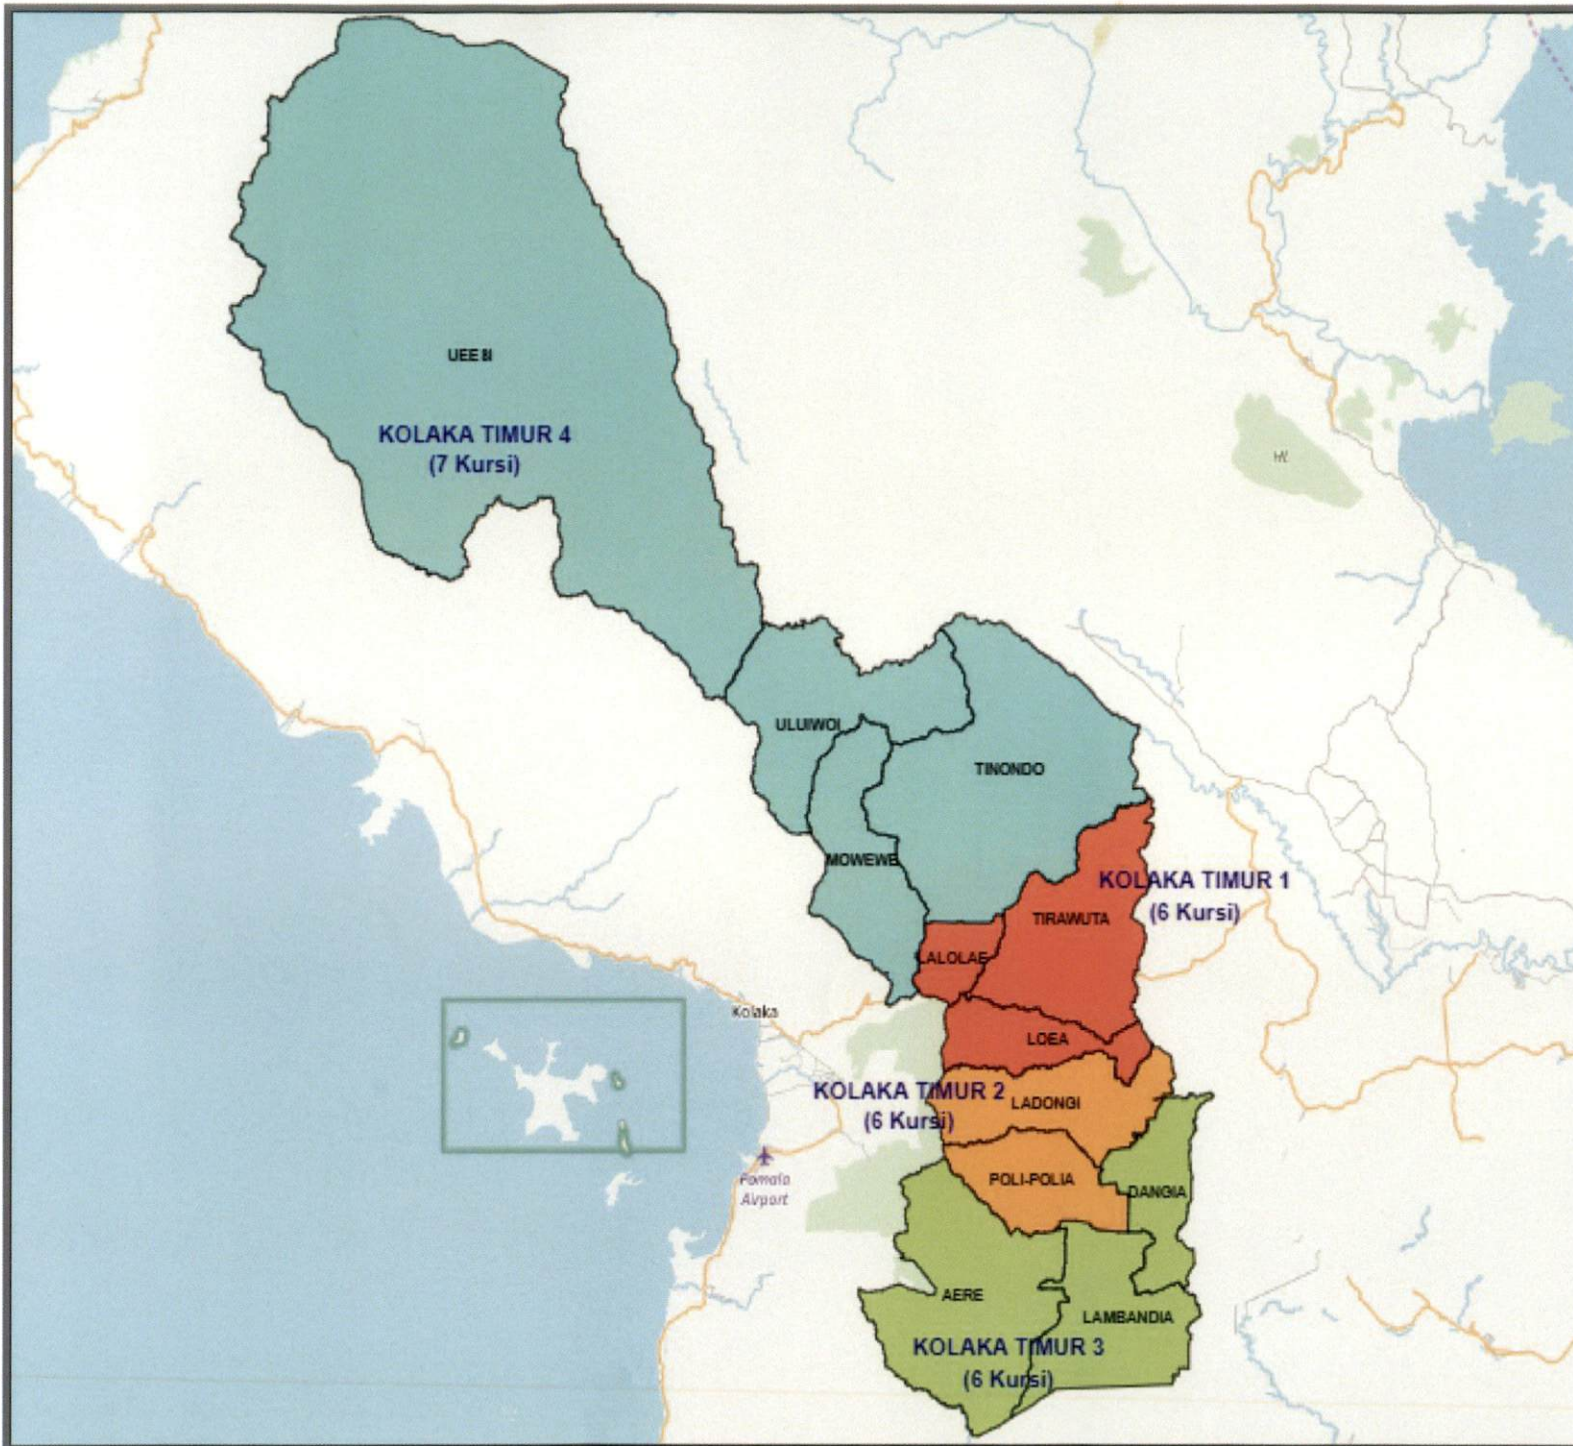 UEE BI
KOLAKA TIMUR 4
(7 Kursi)
HL
ULUIWOI
TINONDO
MOWEWE
KOLAKA TIMUR 1
(6 Kursi)
TIRAWUTA
LALOLAE
Kolaka
LOEA
KOLAKA TIMUR 2
(6 Kursi)
LADONGI
POLI-POLIA
DANGIA
Pomala
Airport
AERE
LAMBANDIA
KOLAKA TIMUR 3
(6 Kursi)